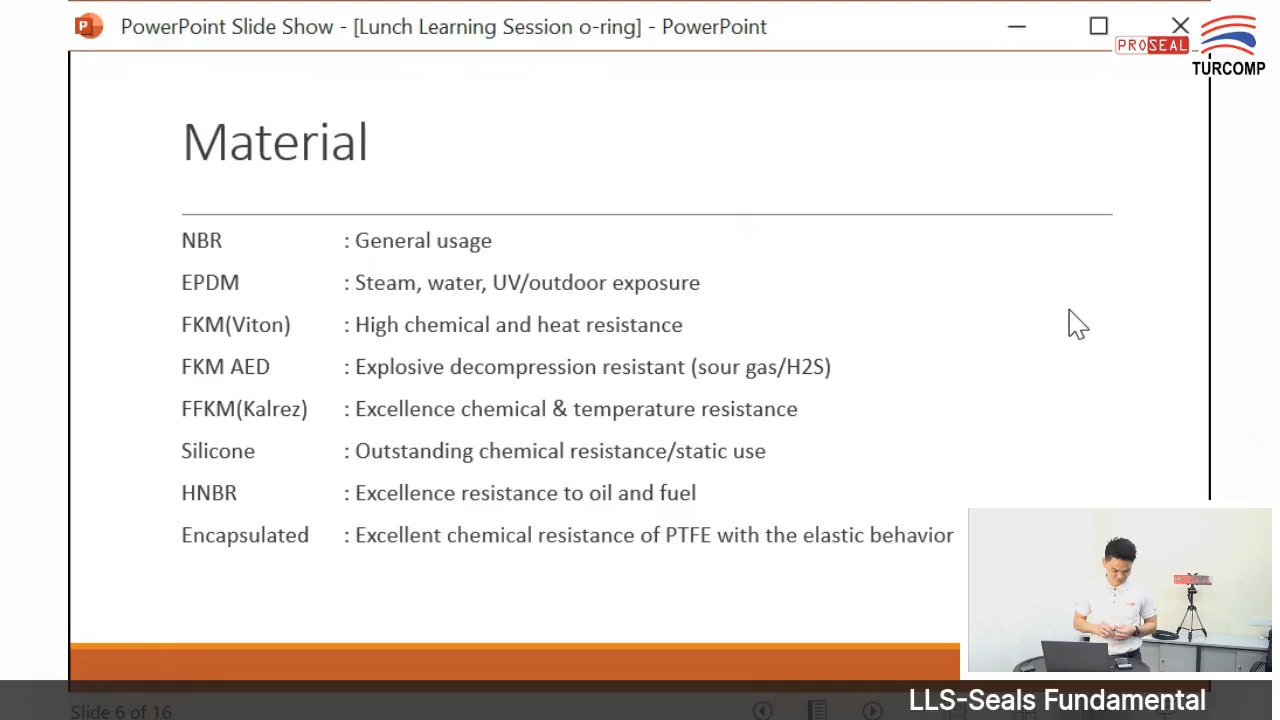 PowerPoint Slide Show - [Lunch Learning Session o-ring] - PowerPoint
PROSEAL
TURCOMP
Material
NBR : General usage
EPDM : Steam, water, UV/outdoor exposure
FKM(Viton) : High chemical and heat resistance
FKM AED : Explosive decompression resistant (sour gas/H2S)
FFKM(Kalrez) : Excellence chemical & temperature resistance
Silicone : Outstanding chemical resistance/static use
HNBR : Excellence resistance to oil and fuel
Encapsulated : Excellent chemical resistance of PTFE with the elastic behavior
LLS-Seals Fundamental
Slide 6 of 16